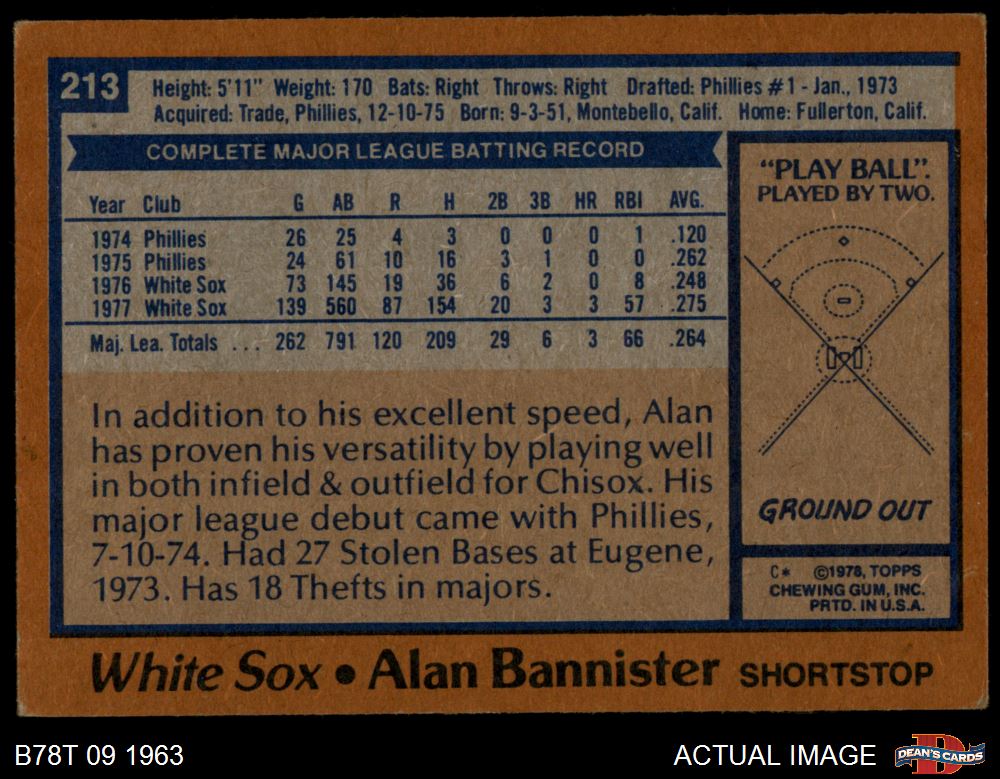 213
Height: 5'11" Weight: 170 Bats: Right Throws: Right Drafted: Phillies #1 - Jan., 1973
Acquired: Trade, Phillies, 12-10-75 Born: 9-3-51, Montebello, Calif. Home: Fullerton, Calif.
COMPLETE MAJOR LEAGUE BATTING RECORD
Year Club G AB R H 2B 3B HR RBI AVG.
1974 Phillies 26 25 4 3 0 0 0 1 .120
1975 Phillies 24 61 10 16 3 1 0 0 .262
1976 White Sox 73 145 19 36 6 2 0 8 .248
1977 White Sox 139 560 87 154 20 3 3 57 .275
Maj. Lea. Totals ... 262 791 120 209 29 6 3 66 .264
In addition to his excellent speed, Alan
has proven his versatility by playing well
in both infield & outfield for Chisox. His
major league debut came with Phillies,
7-10-74. Had 27 Stolen Bases at Eugene,
1973. Has 18 Thefts in majors.
"PLAY BALL".
PLAYED BY TWO.
GROUND OUT
C* ©1978, TOPPS
CHEWING GUM, INC.
PRTD. IN U.S.A.
White Sox • Alan Bannister SHORTSTOP
B78T 09 1963
ACTUAL IMAGE
DEAN'S CARDS